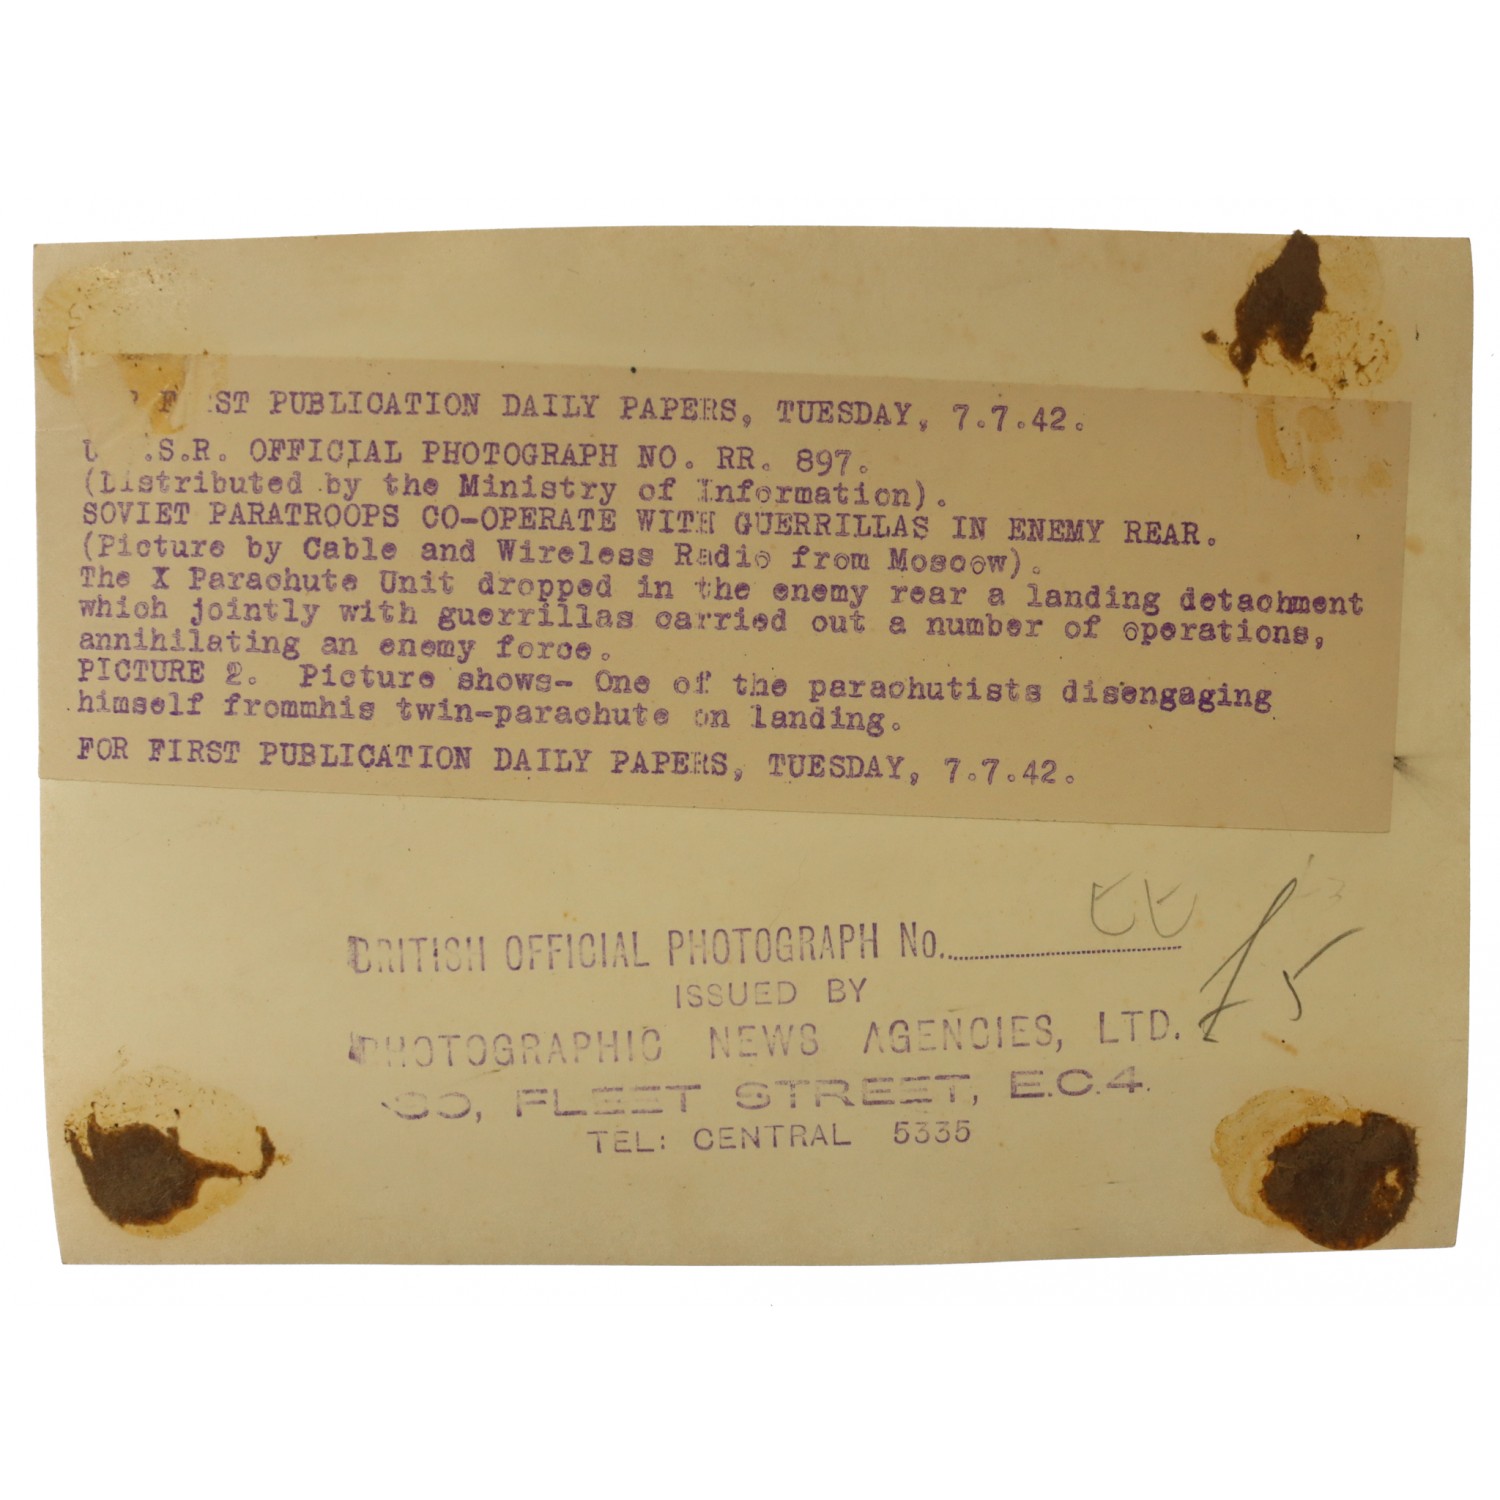 ST PUBLICATION DAILY PAPERS, TUESDAY, 7.7.42.
U .S.R. OFFICIAL PHOTOGRAPH NO. RR. 897.
(Distributed by the Ministry of Information).
SOVIET PARATROOPS CO-OPERATE WITH GUERRILLAS IN ENEMY REAR.
(Picture by Cable and Wireless Radio from Moscow).
The X Parachute Unit dropped in the enemy rear a landing detachment
which jointly with guerrillas carried out a number of operations,
annihilating an enemy force.
PICTURE 2. Picture shows- One of the parachutists disengaging
himself frommhis twin-parachute on landing.
FOR FIRST PUBLICATION DAILY PAPERS, TUESDAY, 7.7.42.
BRITISH OFFICIAL PHOTOGRAPH No.
ISSUED BY
PHOTOGRAPHIC NEWS AGENCIES, LTD.
FLEET STREET, E.C.4.
TEL: CENTRAL 5335
£5